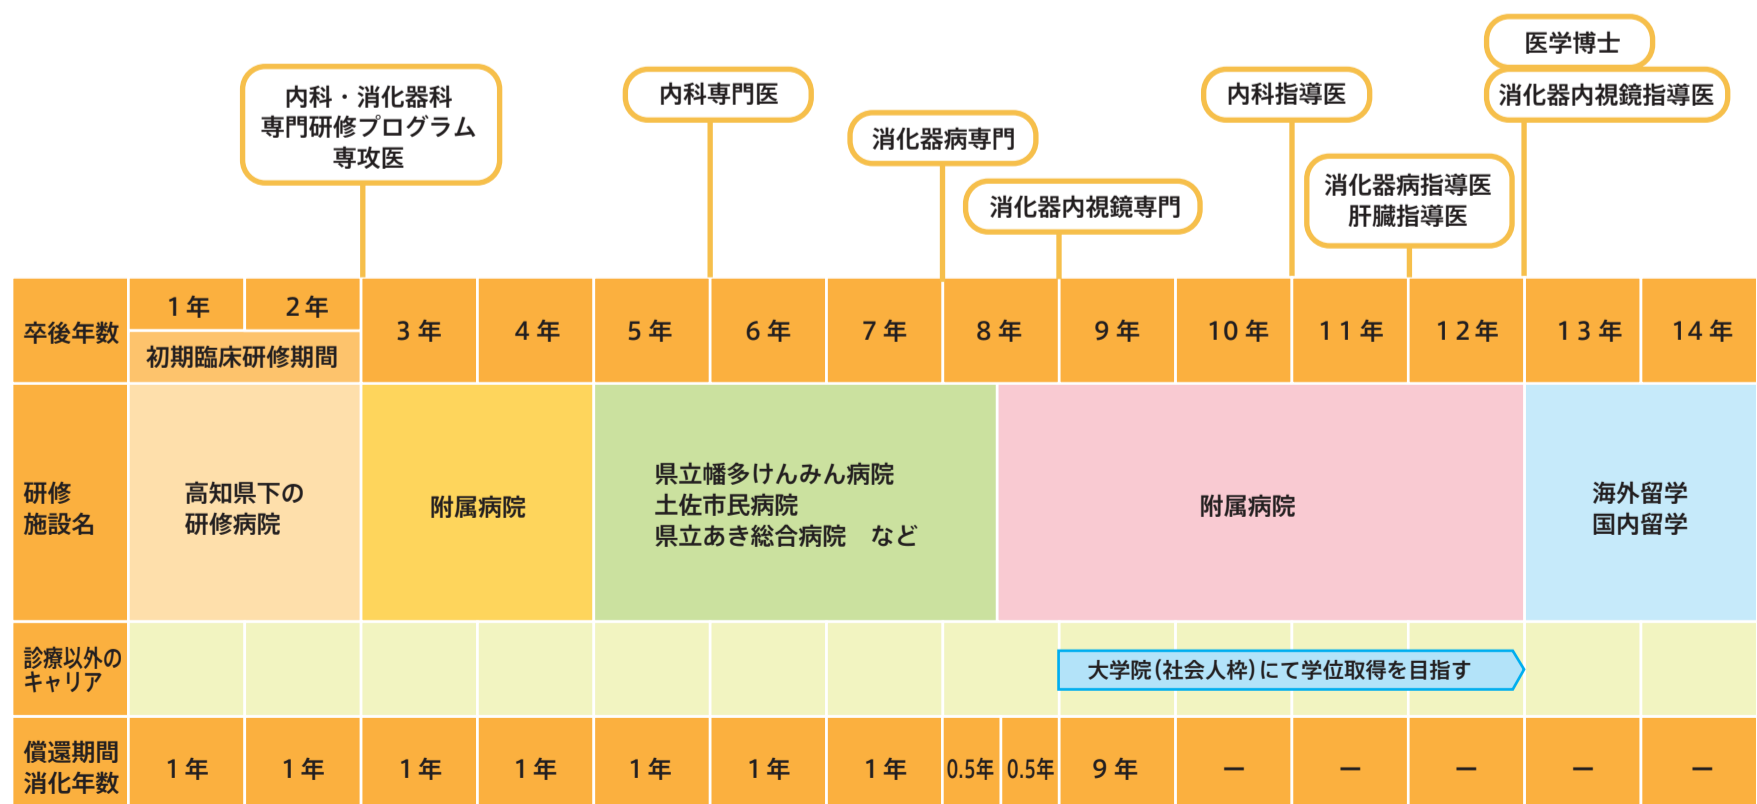 医学博士
内科・消化器科
専門研修プログラム
専攻医
内科専門医
消化器病専門
消化器内視鏡専門
内科指導医
消化器病指導医
肝臓指導医
消化器内視鏡指導医
卒後年数
1年 2年 3年 4年 5年 6年 7年 8年 9年 10年 11年 12年 13年 14年
初期臨床研修期間
研修
施設名
高知県下の
研修病院
附属病院
県立幡多けんみん病院
土佐市民病院
県立あき総合病院 など
附属病院
海外留学
国内留学
診療以外の
キャリア
大学院(社会人枠)にて学位取得を目指す
償還期間
消化年数
1年 1年 1年 1年 1年 1年 1年 0.5年 0.5年 9年 ー ー ー ー ー